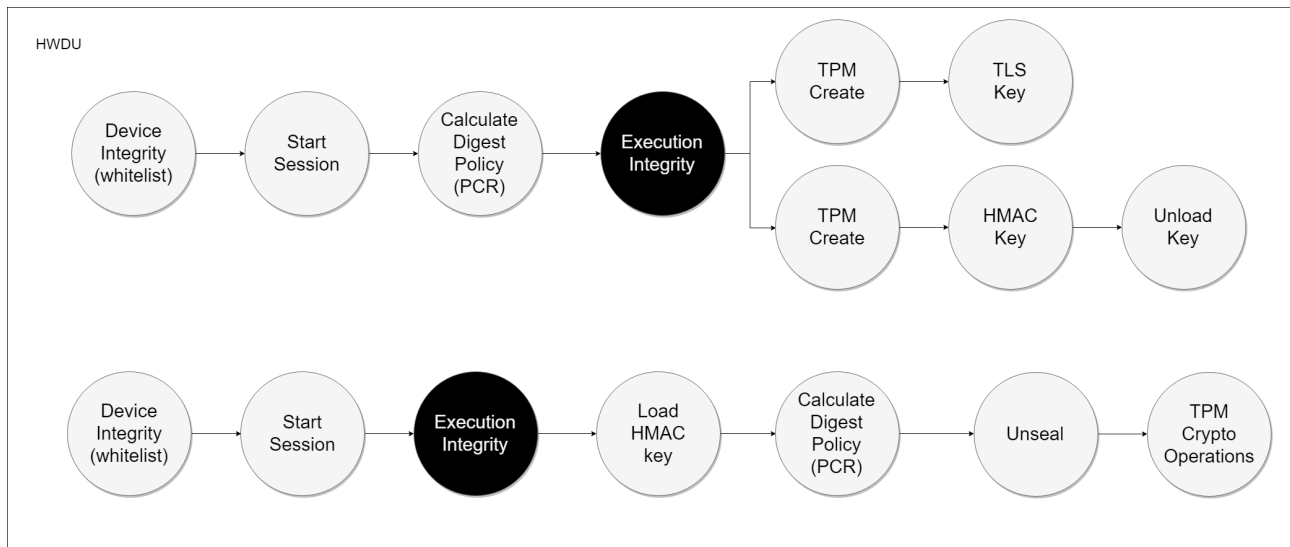 HWDU
Device
Integrity
(whitelist)
Start
Session
Calculate
Digest
Policy
(PCR)
Execution
Integrity
TPM
Create
TLS
Key
TPM
Create
HMAC
Key
Unload
Key
Device
Integrity
(whitelist)
Start
Session
Execution
Integrity
Load
HMAC
key
Calculate
Digest
Policy
(PCR)
Unseal
TPM
Crypto
Operations